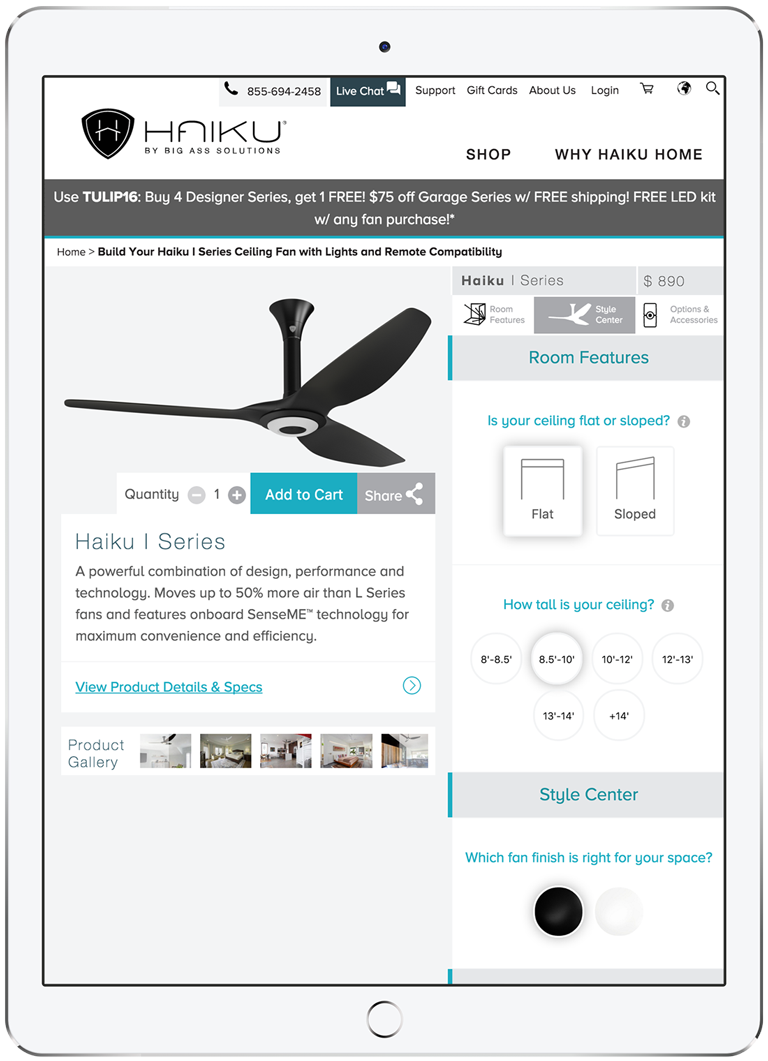 855-694-2458 Live Chat Support Gift Cards About Us Login
HAIKU®
BY BIG ASS SOLUTIONS
SHOP WHY HAIKU HOME
Use TULIP16: Buy 4 Designer Series, get 1 FREE! $75 off Garage Series w/ FREE shipping! FREE LED kit
w/ any fan purchase!*
Home > Build Your Haiku I Series Ceiling Fan with Lights and Remote Compatibility
Quantity 1 Add to Cart Share
Haiku I Series
A powerful combination of design, performance and
technology. Moves up to 50% more air than L Series
fans and features onboard SenseME™ technology for
maximum convenience and efficiency.
View Product Details & Specs
Product
Gallery
Haiku I Series $ 890
Room
Features
Style
Center
Options &
Accessories
Room Features
Is your ceiling flat or sloped? i
Flat Sloped
How tall is your ceiling? i
8'-8.5' 8.5'-10' 10'-12' 12'-13'
13'-14' +14'
Style Center
Which fan finish is right for your space?